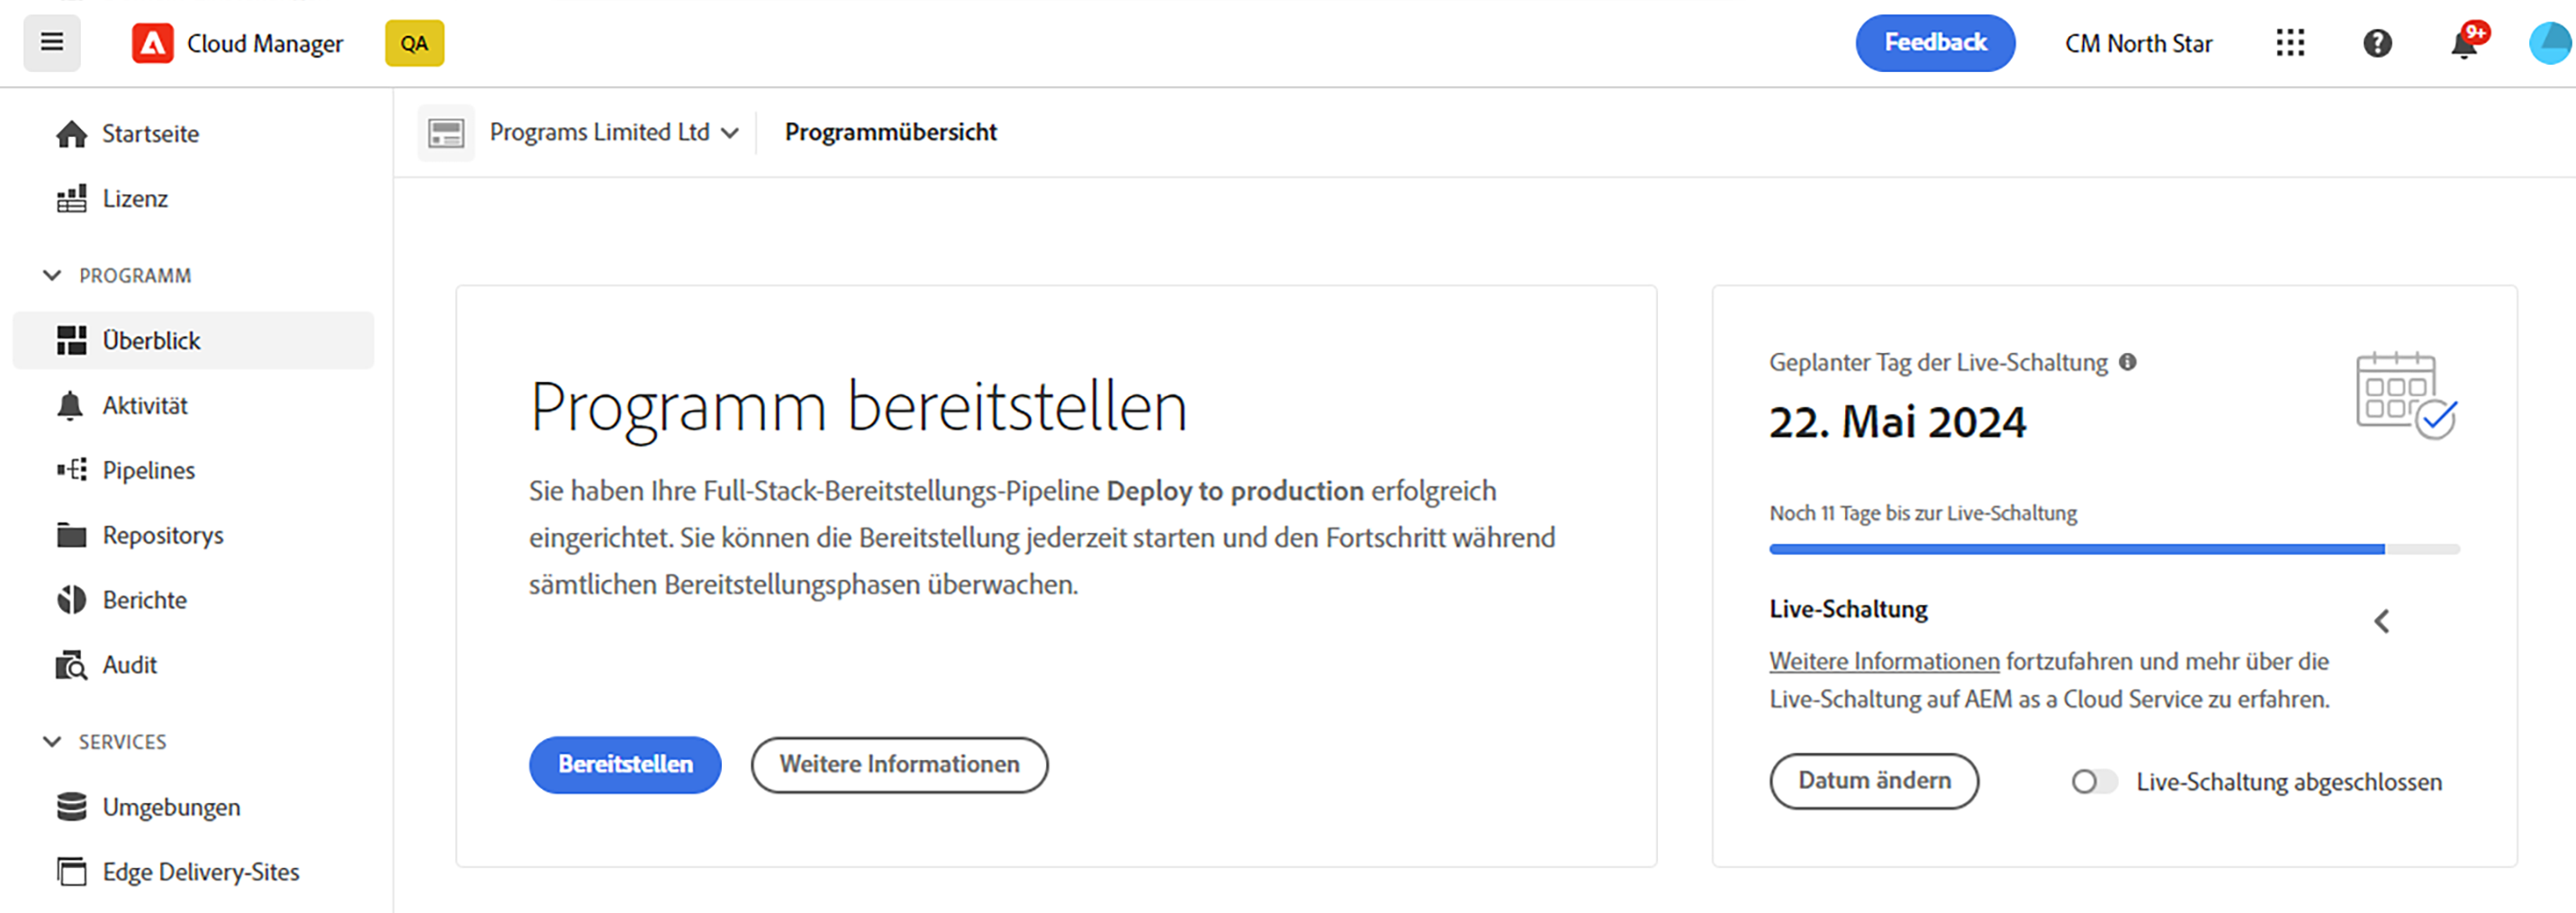 Cloud Manager QA Feedback CM North Star 9+
Startseite
Lizenz
PROGRAMM
Überblick
Aktivität
Pipelines
Repositorys
Berichte
Audit
SERVICES
Umgebungen
Edge Delivery-Sites
Programs Limited Ltd Programmübersicht
Programm bereitstellen
Sie haben Ihre Full-Stack-Bereitstellungs-Pipeline Deploy to production erfolgreich
eingerichtet. Sie können die Bereitstellung jederzeit starten und den Fortschritt während
sämtlichen Bereitstellungsphasen überwachen.
Bereitstellen Weitere Informationen
Geplanter Tag der Live-Schaltung
22. Mai 2024
Noch 11 Tage bis zur Live-Schaltung
Live-Schaltung
Weitere Informationen fortzufahren und mehr über die
Live-Schaltung auf AEM as a Cloud Service zu erfahren.
Datum ändern Live-Schaltung abgeschlossen